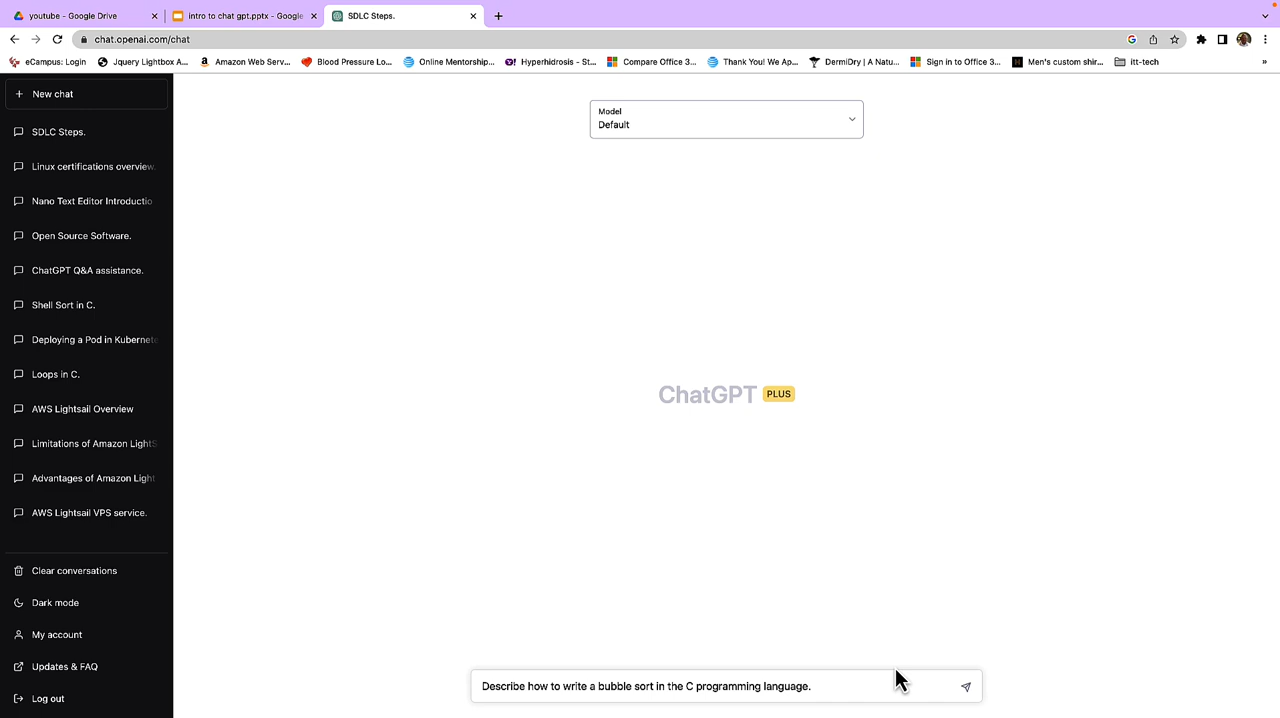 youtube - Google Drive
intro to chat gpt.pptx - Google
SDLC Steps.
chat.openai.com/chat
eCampus: Login
Jquery Lightbox A...
Amazon Web Serv...
Blood Pressure Lo...
Online Mentorship...
Hyperhidrosis - St...
Compare Office 3...
Thank You! We Ap...
DermiDry | A Natu...
Sign in to Office 3...
Men's custom shir...
itt-tech
»
+ New chat
SDLC Steps.
Linux certifications overview.
Nano Text Editor Introductio
Open Source Software.
ChatGPT Q&A assistance.
Shell Sort in C.
Deploying a Pod in Kubernete
Loops in C.
AWS Lightsail Overview
Limitations of Amazon LightS
Advantages of Amazon Light
AWS Lightsail VPS service.
Clear conversations
Dark mode
My account
Updates & FAQ
Log out
Model
Default
ChatGPT PLUS
Describe how to write a bubble sort in the C programming language.